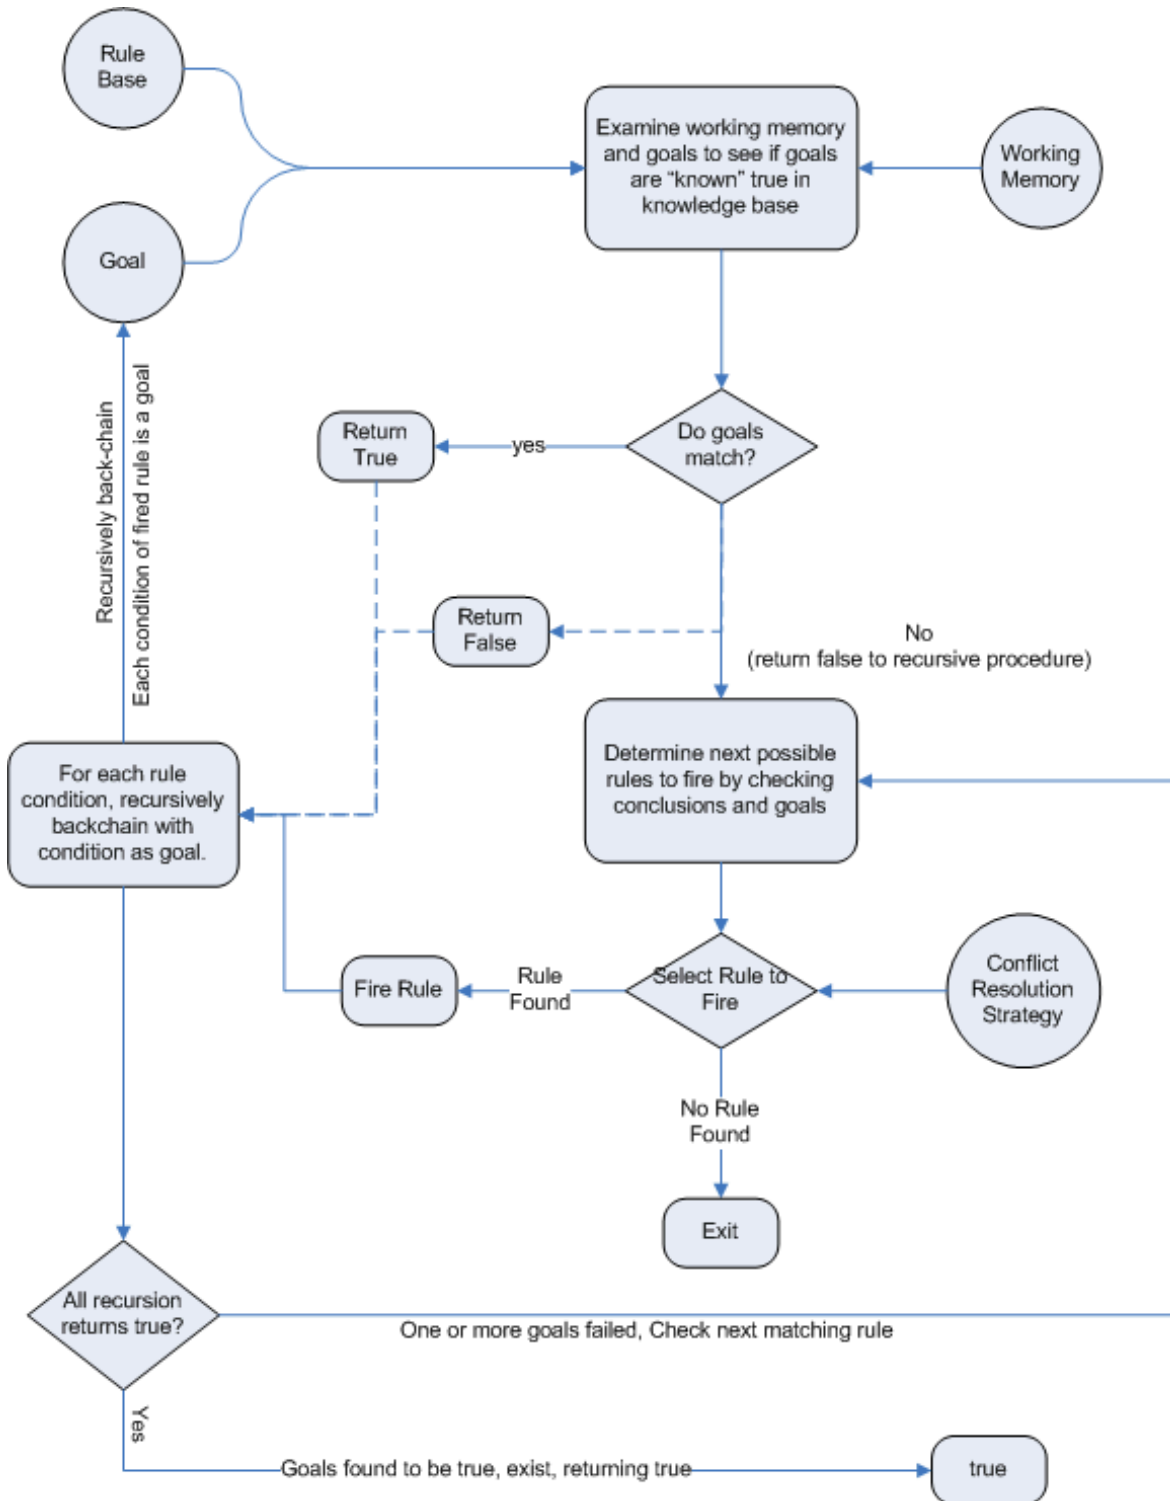 Rule
Base
Examine working memory
and goals to see if goals
are “known” true in
knowledge base
Working
Memory
Goal
Recursively back-chain
Each condition of fired rule is a goal
Return
True
yes
Do goals
match?
Return
False
No
(return false to recursive procedure)
For each rule
condition, recursively
backchain with
condition as goal.
Determine next possible
rules to fire by checking
conclusions and goals
Fire Rule
Rule
Found
Select Rule to
Fire
Conflict
Resolution
Strategy
No Rule
Found
Exit
All recursion
returns true?
One or more goals failed, Check next matching rule
Yes
Goals found to be true, exist, returning true
true